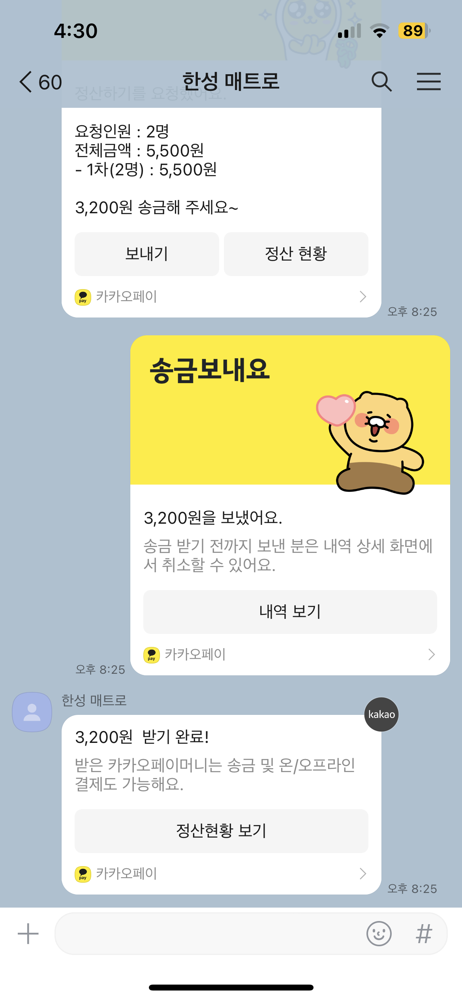 4:30
89
60
한성 매트로
정산하기를 요청했어요.
요청인원 : 2명
전체금액 : 5,500원
- 1차(2명) : 5,500원
3,200원 송금해 주세요~
보내기
정산 현황
pay 카카오페이
오후 8:25
송금보내요
3,200원을 보냈어요.
송금 받기 전까지 보낸 분은 내역 상세 화면에
서 취소할 수 있어요.
내역 보기
pay 카카오페이
오후 8:25
한성 매트로
kakao
3,200원 받기 완료!
받은 카카오페이머니는 송금 및 온/오프라인
결제도 가능해요.
정산현황 보기
pay 카카오페이
오후 8:25
#